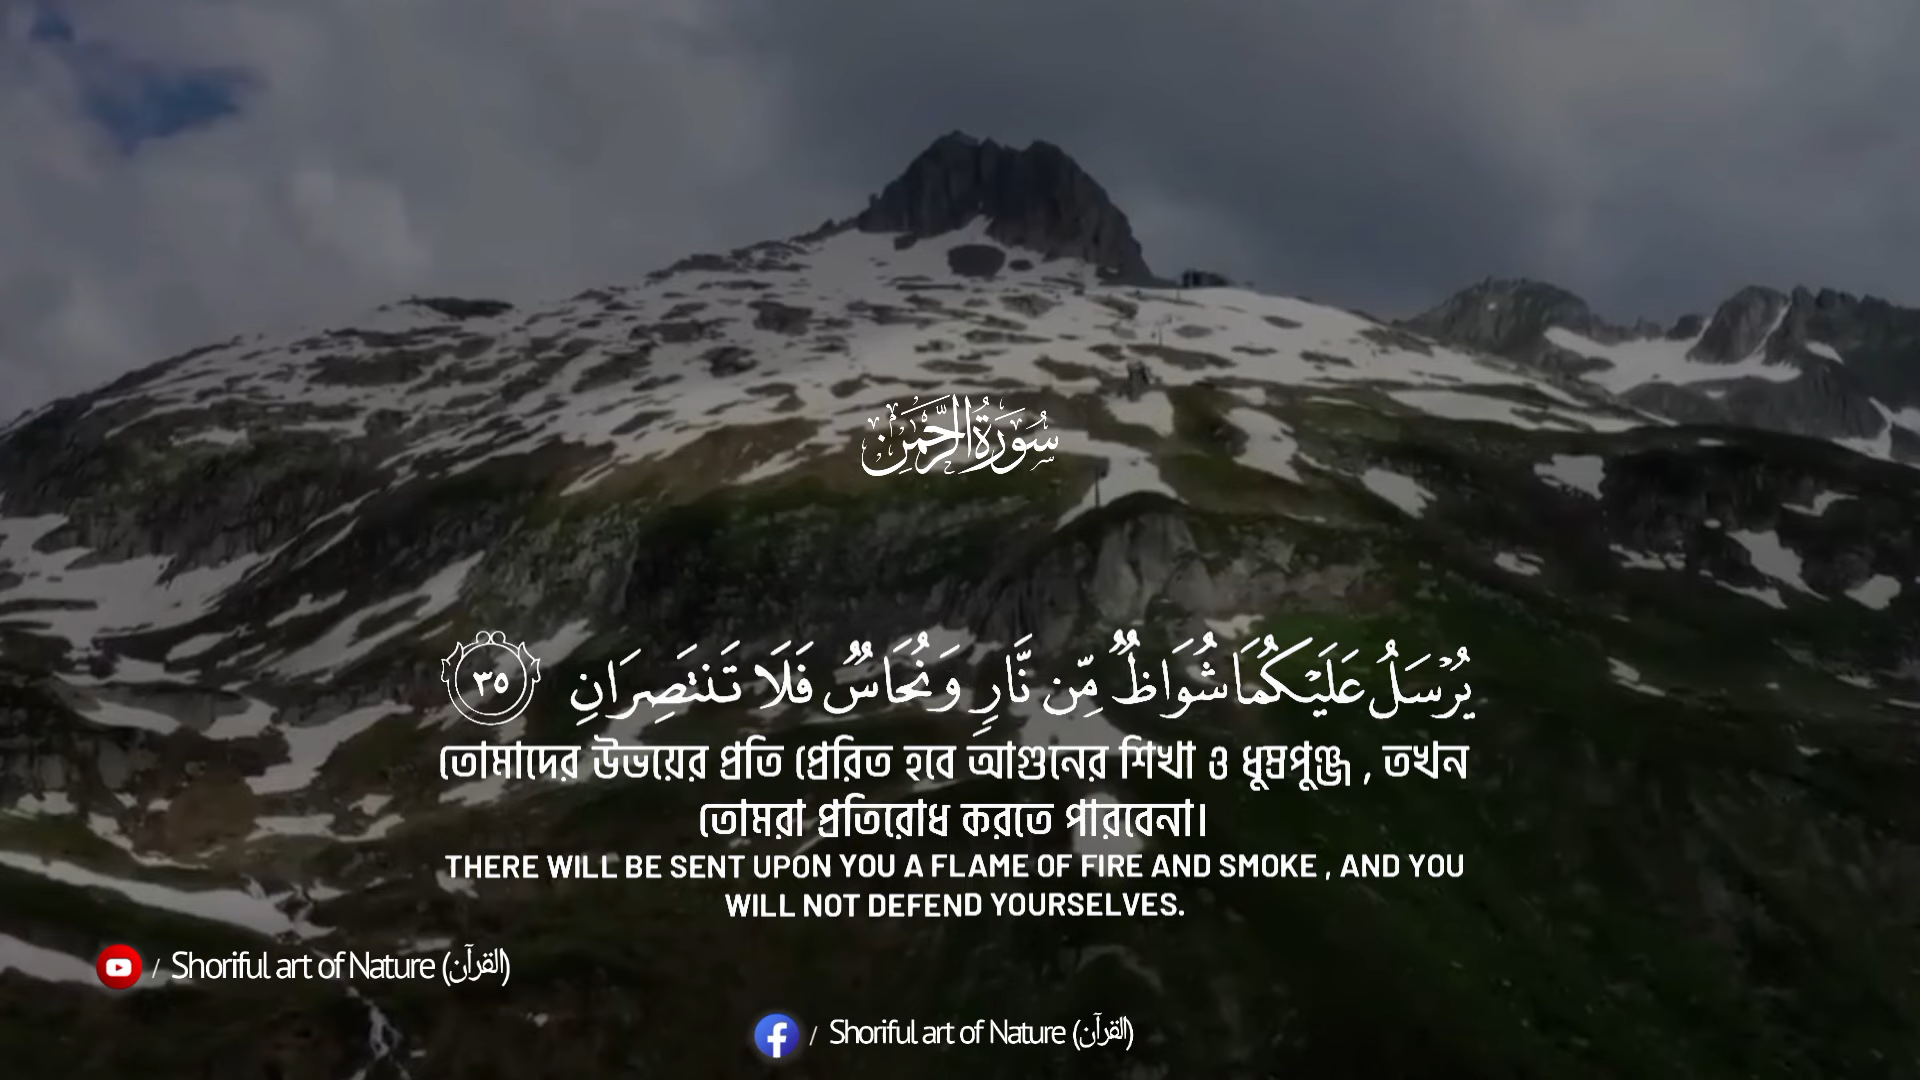 سُورَةُ الرَّحْمَٰن
يُرْسَلُ عَلَيْكُمَا شُوَاظٌ مِّن نَّارٍ وَنُحَاسٌ فَلَا تَنتَصِرَانِ ٣٥
তোমাদের উভয়ের প্রতি প্রেরিত হবে আগুনের শিখা ও ধুম্রপুঞ্জ , তখন
তোমরা প্রতিরোধ করতে পারবেনা।
THERE WILL BE SENT UPON YOU A FLAME OF FIRE AND SMOKE , AND YOU
WILL NOT DEFEND YOURSELVES.
/ Shoriful art of Nature (القرآن)
/ Shoriful art of Nature (القرآن)